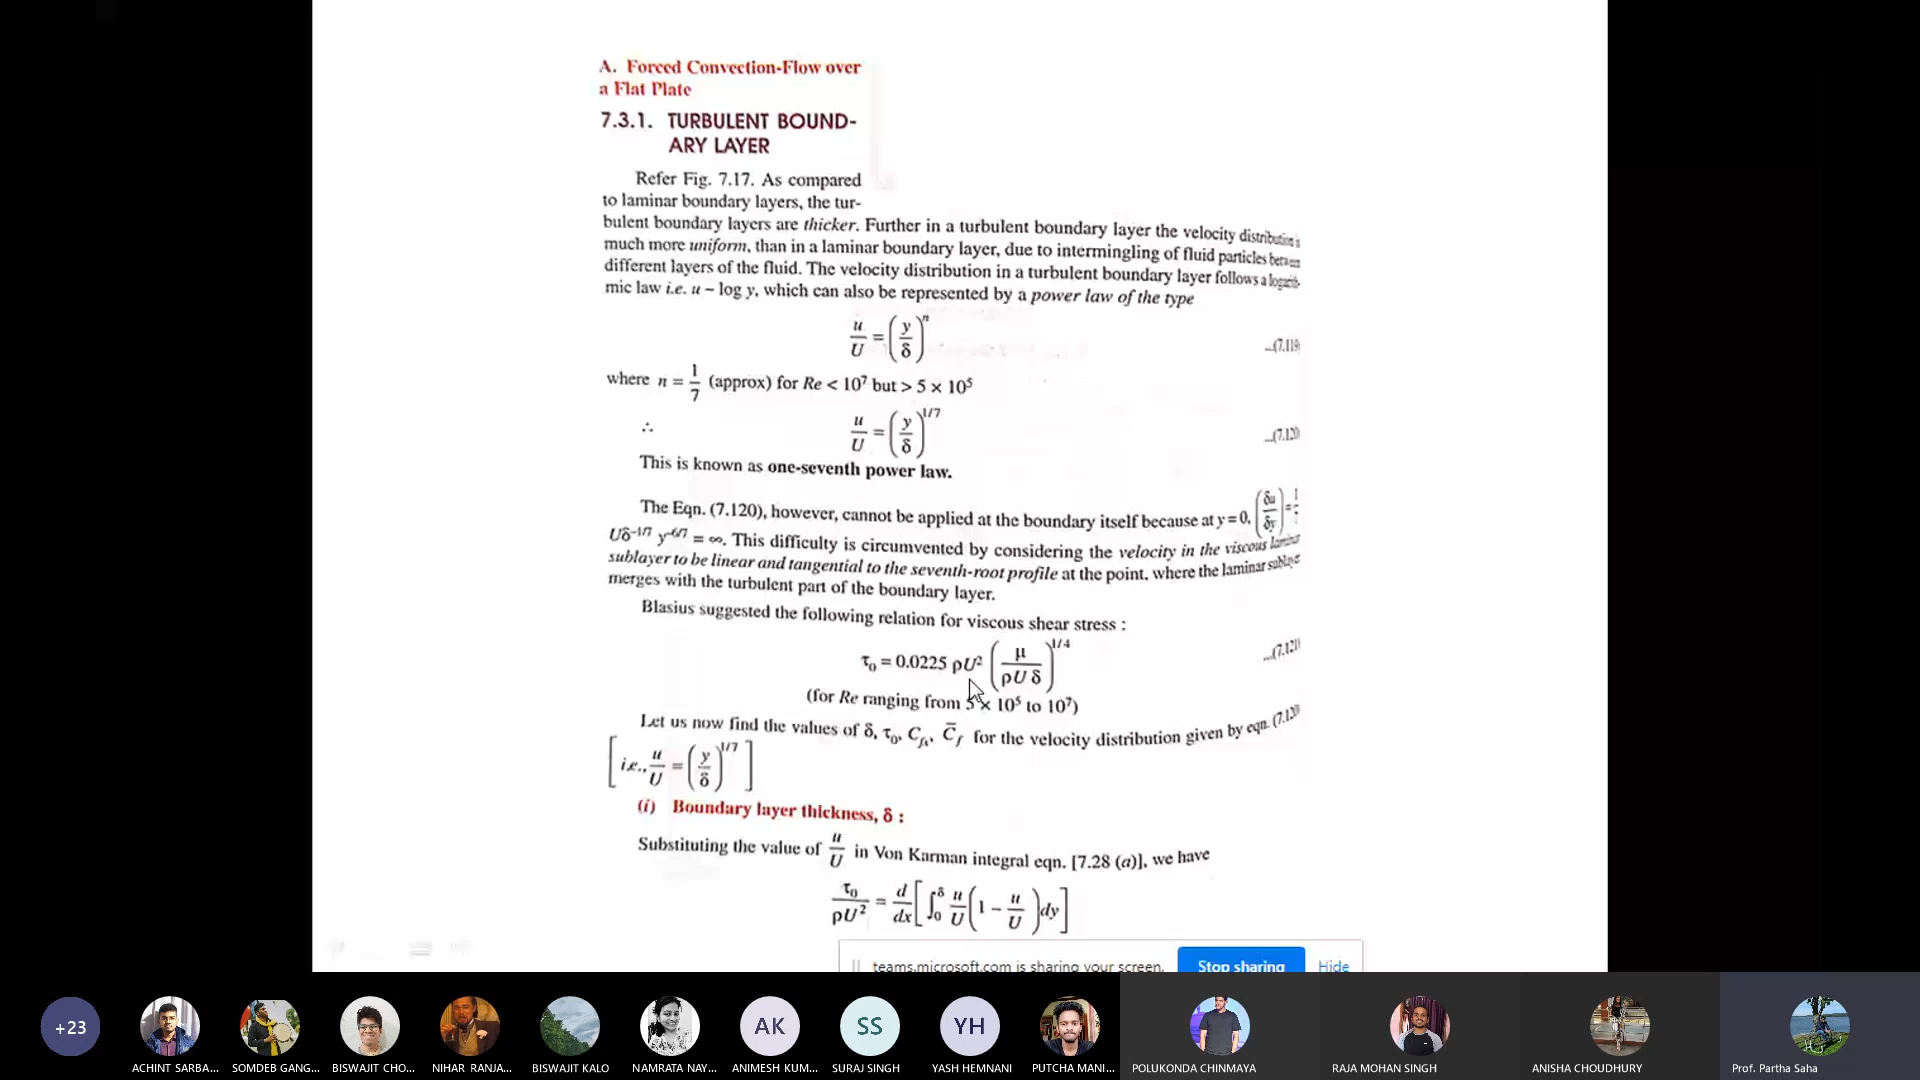 A. Forced Convection-Flow over
a Flat Plate
7.3.1. TURBULENT BOUND-
ARY LAYER
Refer Fig. 7.17. As compared
to laminar boundary layers, the tur-
bulent boundary layers are thicker. Further in a turbulent boundary layer the velocity distribution is
much more uniform, than in a laminar boundary layer, due to intermingling of fluid particles between
different layers of the fluid. The velocity distribution in a turbulent boundary layer follows a logarith-
mic law i.e. u ~ log y, which can also be represented by a power law of the type
u/U = (y/δ)^n ...(7.119
where n = 1/7 (approx) for Re < 10⁷ but > 5 × 10⁵
∴ u/U = (y/δ)^1/7 ...(7.120
This is known as one-seventh power law.
The Eqn. (7.120), however, cannot be applied at the boundary itself because at y = 0, (δu/δy) = 1/
Uδ^-1/7 y^-6/7 = ∞. This difficulty is circumvented by considering the velocity in the viscous laminar
sublayer to be linear and tangential to the seventh-root profile at the point, where the laminar sublayer
merges with the turbulent part of the boundary layer.
Blasius suggested the following relation for viscous shear stress :
τ₀ = 0.0225 ρU² (μ/ρUδ)^1/4 ...(7.121)
(for Re ranging from 5 × 10⁵ to 10⁷)
Let us now find the values of δ, τ₀, C_fx, C̄_f for the velocity distribution given by eqn. (7.120)
[i.e., u/U = (y/δ)^1/7]
(i) Boundary layer thickness, δ :
Substituting the value of u/U in Von Karman integral eqn. [7.28 (a)], we have
τ₀/ρU² = d/dx [∫₀^δ u/U (1 − u/U) dy]
teams.microsoft.com is sharing your screen.
Stop sharing
Hide
+23
AK
SS
YH
ACHINT SARBA...
SOMDEB GANG...
BISWAJIT CHO...
NIHAR RANJA...
BISWAJIT KALO
NAMRATA NAY...
ANIMESH KUM...
SURAJ SINGH
YASH HEMNANI
PUTCHA MANI...
POLUKONDA CHINMAYA
RAJA MOHAN SINGH
ANISHA CHOUDHURY
Prof. Partha Saha